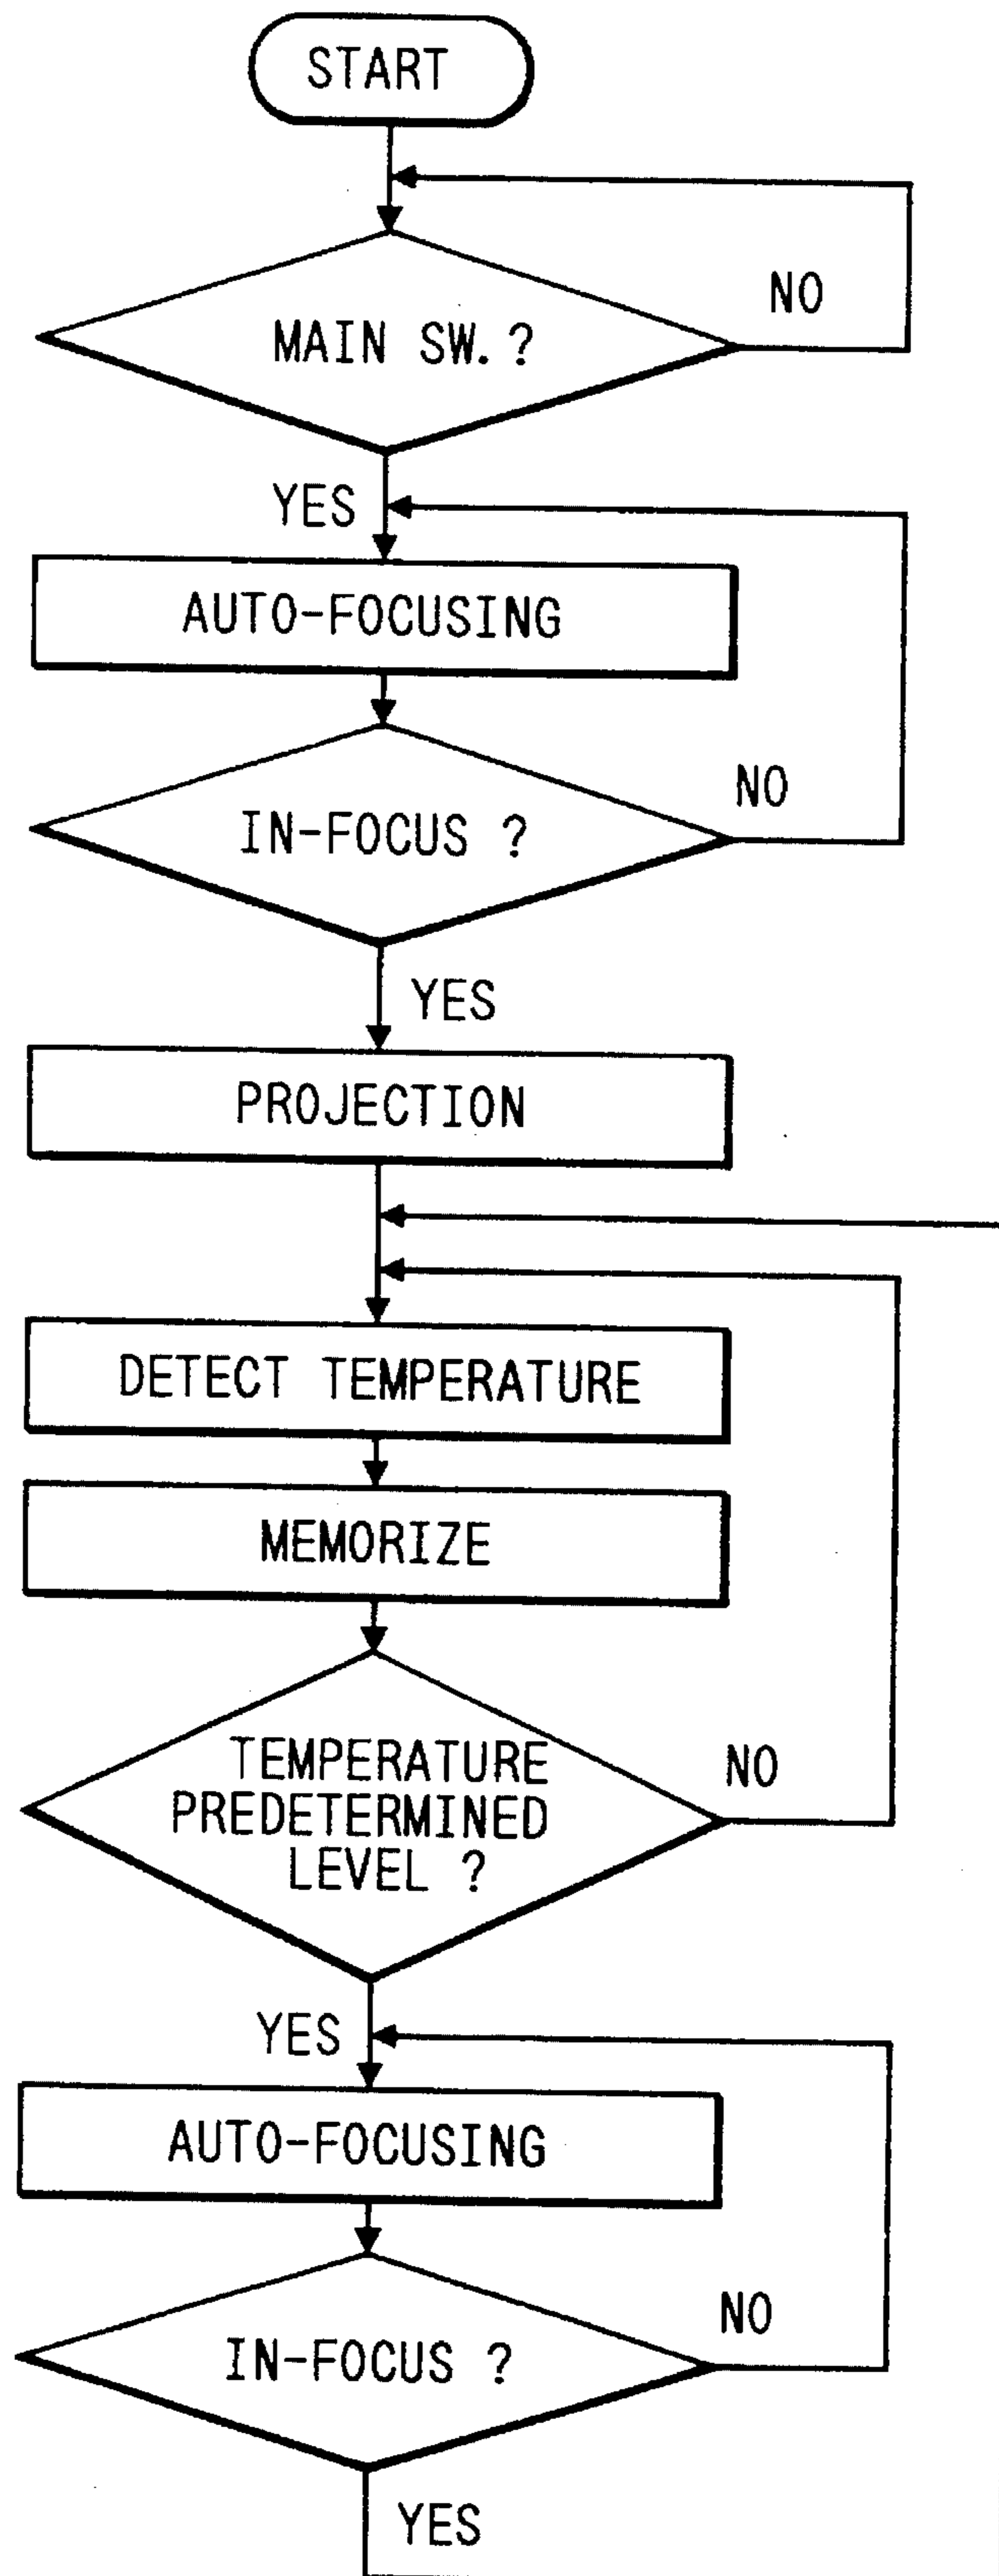 START
MAIN SW. ?
NO
YES
AUTO-FOCUSING
IN-FOCUS ?
NO
YES
PROJECTION
DETECT TEMPERATURE
MEMORIZE
TEMPERATURE
PREDETERMINED
LEVEL ?
NO
YES
AUTO-FOCUSING
IN-FOCUS ?
NO
YES